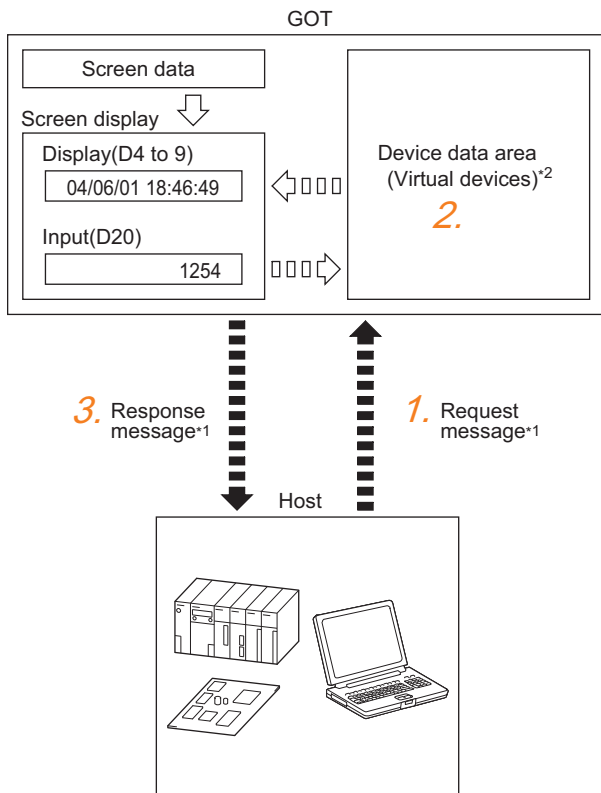 GOT
Screen data
Screen display
Display(D4 to 9)
04/06/01 18:46:49
Input(D20)
1254
Device data area
(Virtual devices)*2
2.
3. Response
message*1
1. Request
message*1
Host